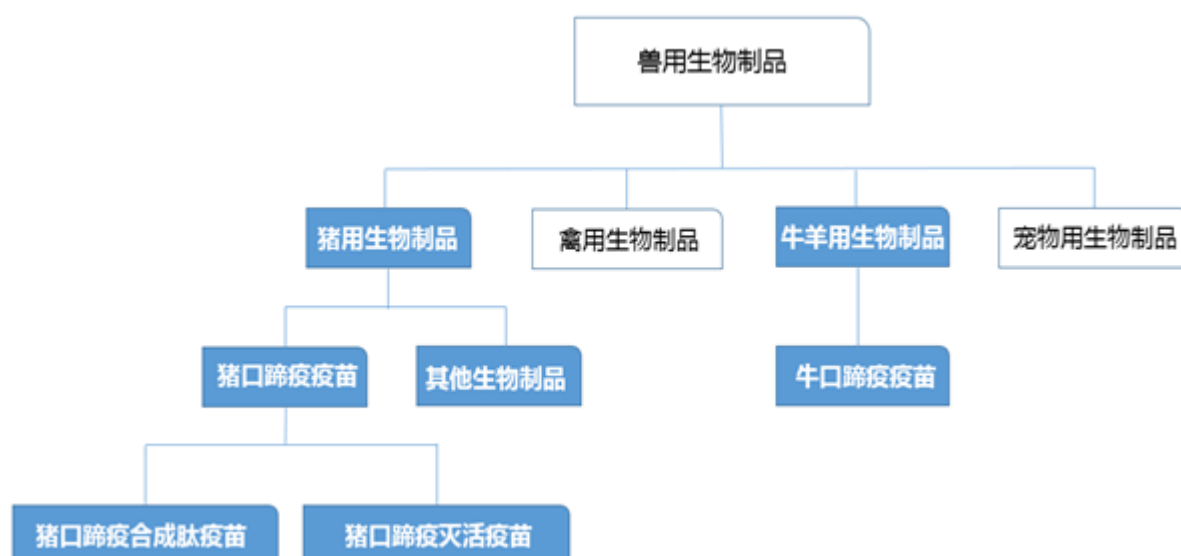 兽用生物制品
猪用生物制品
禽用生物制品
牛羊用生物制品
宠物用生物制品
猪口蹄疫疫苗
其他生物制品
牛口蹄疫疫苗
猪口蹄疫合成肽疫苗
猪口蹄疫灭活疫苗